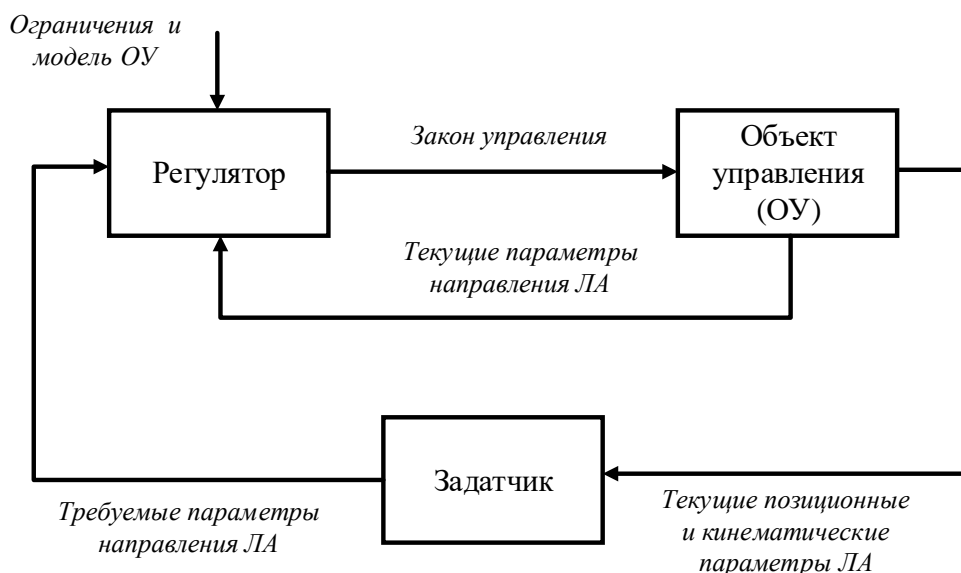 Ограничения и
модель ОУ
Регулятор
Закон управления
Объект
управления
(ОУ)
Текущие параметры
направления ЛА
Задатчик
Требуемые параметры
направления ЛА
Текущие позиционные
и кинематические
параметры ЛА